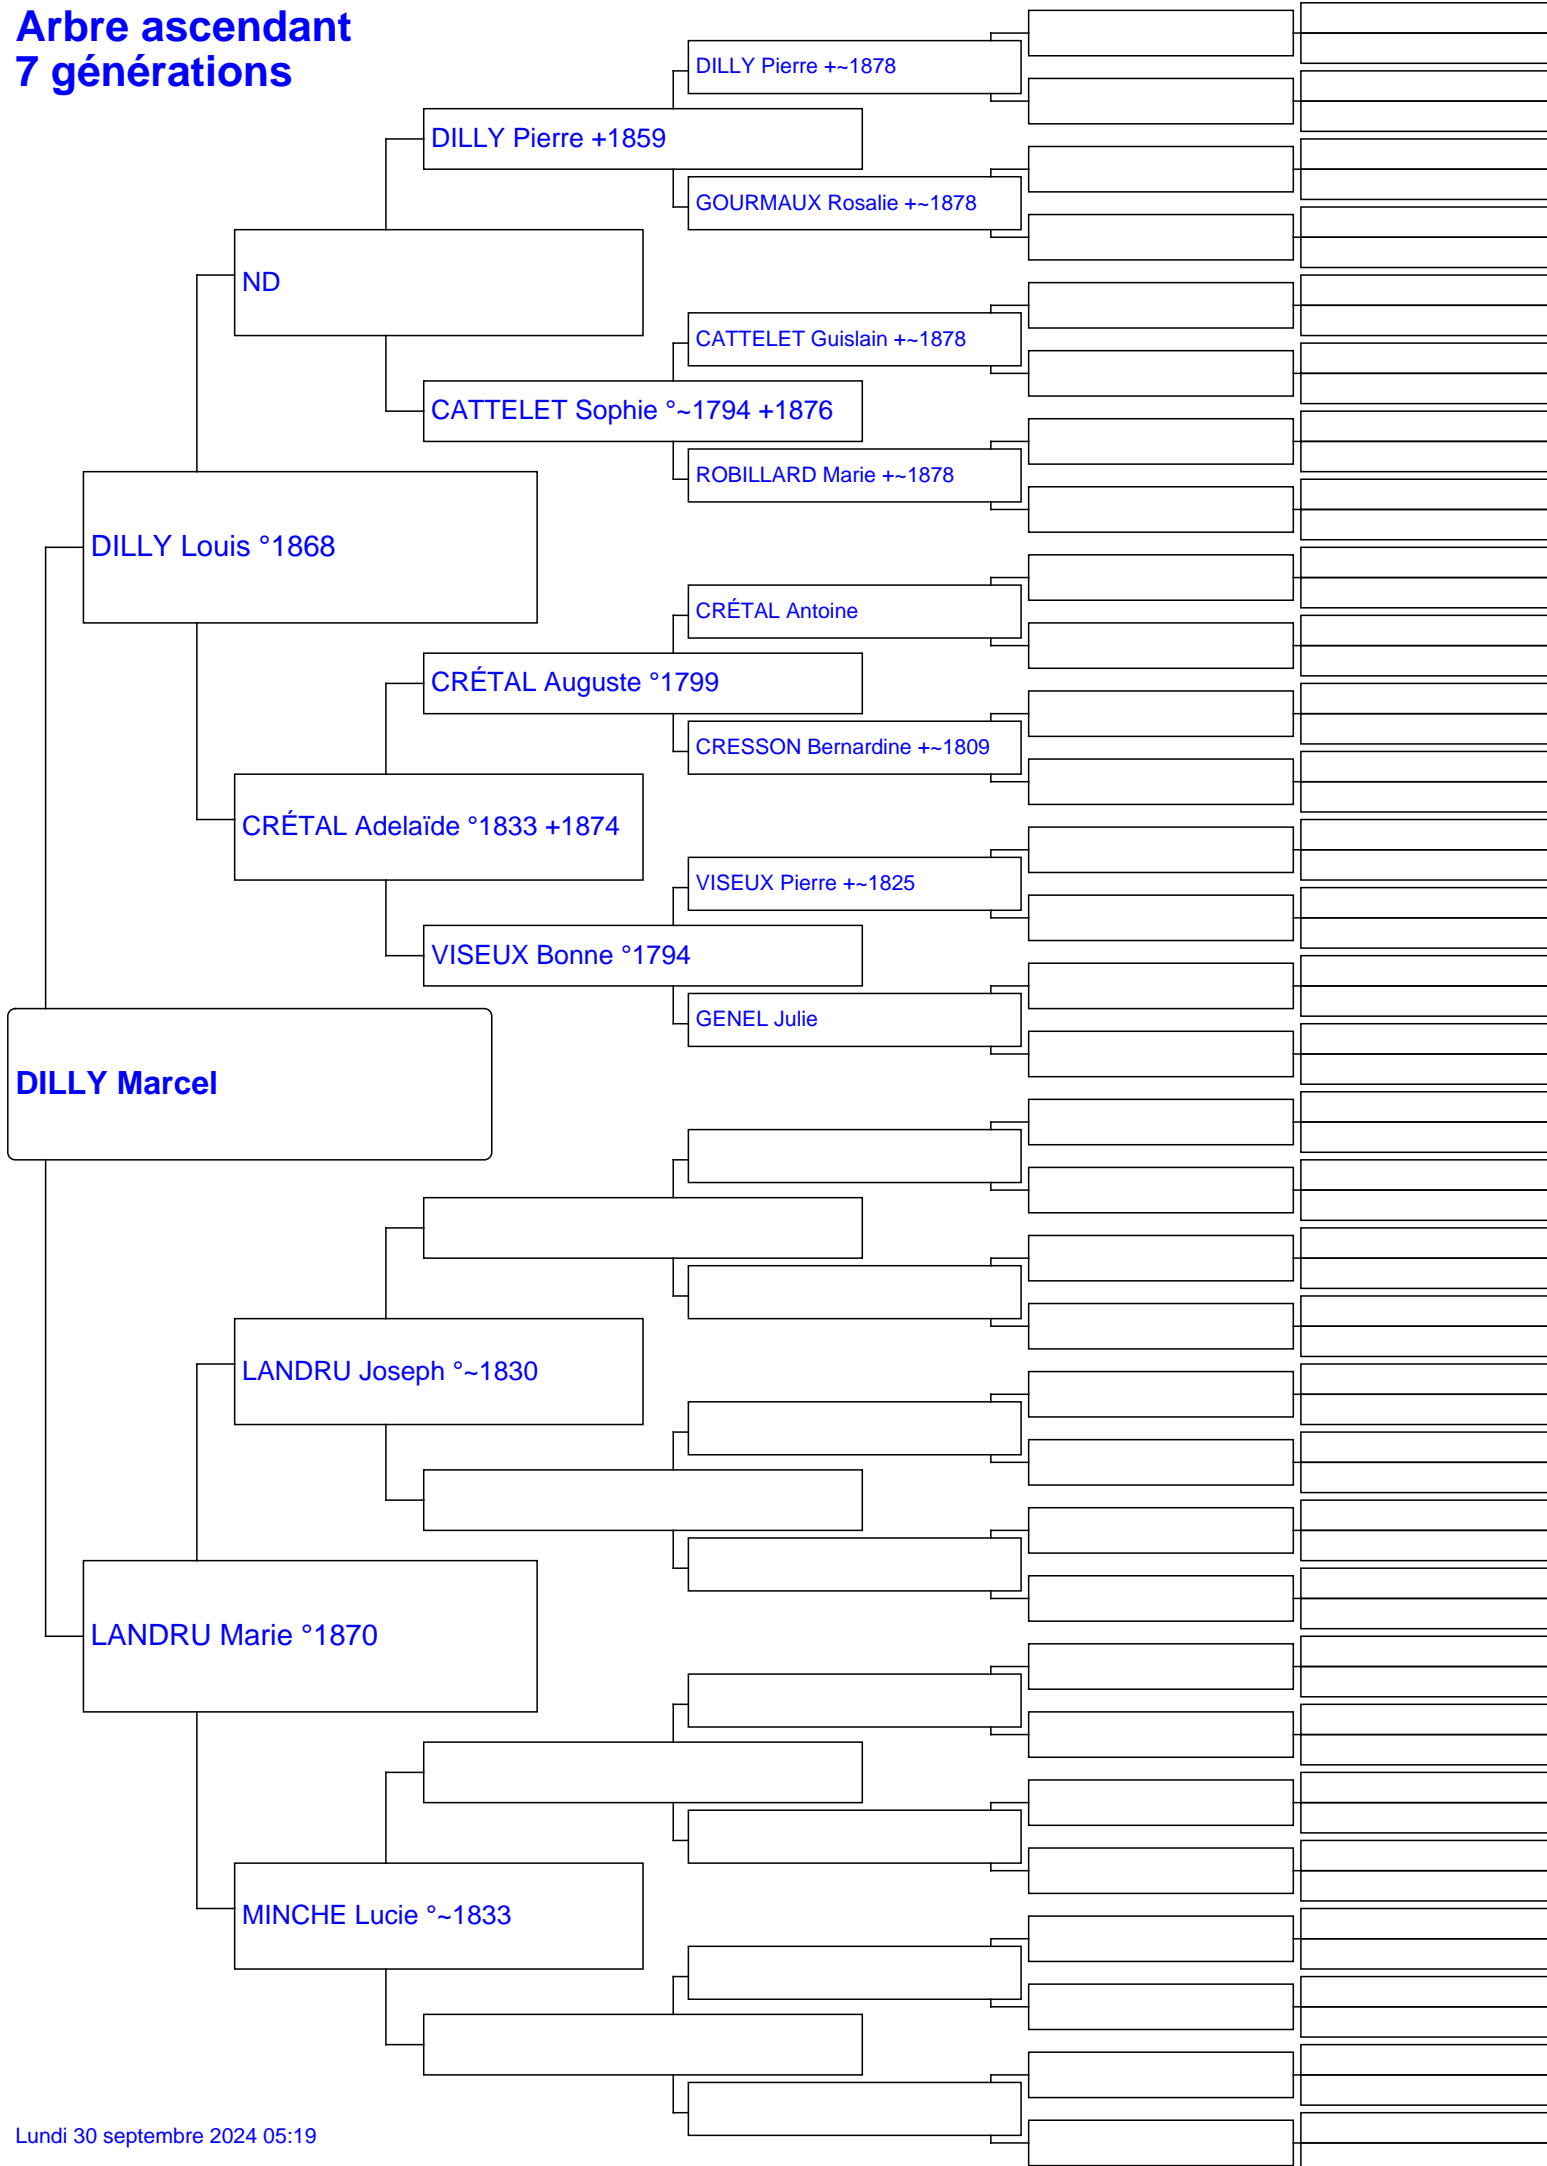 Arbre ascendant
7 générations
DILLY Pierre +~1878
DILLY Pierre +1859
GOURMAUX Rosalie +~1878
ND
CATTELET Guislain +~1878
CATTELET Sophie °~1794 +1876
ROBILLARD Marie +~1878
DILLY Louis °1868
CRÉTAL Antoine
CRÉTAL Auguste °1799
CRESSON Bernardine +~1809
CRÉTAL Adelaïde °1833 +1874
VISEUX Pierre +~1825
VISEUX Bonne °1794
GENEL Julie
DILLY Marcel
LANDRU Joseph °~1830
LANDRU Marie °1870
MINCHE Lucie °~1833
Lundi 30 septembre 2024 05:19